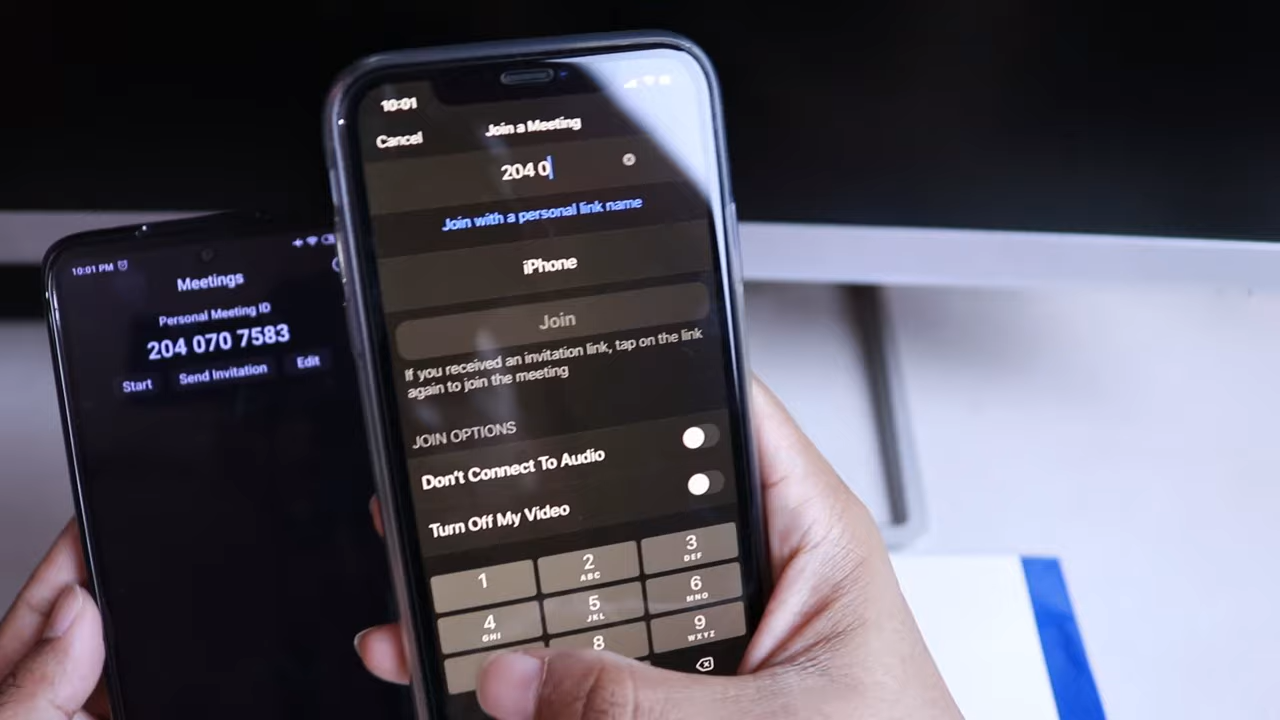 10:01 PM
Meetings
Personal Meeting ID
204 070 7583
Start Send Invitation Edit
10:01
Cancel Join a Meeting
204 0
Join with a personal link name
iPhone
Join
If you received an invitation link, tap on the link
again to join the meeting
JOIN OPTIONS
Don't Connect To Audio
Turn Off My Video
1 2 ABC 3 DEF
4 GHI 5 JKL 6 MNO
8 9 WXYZ